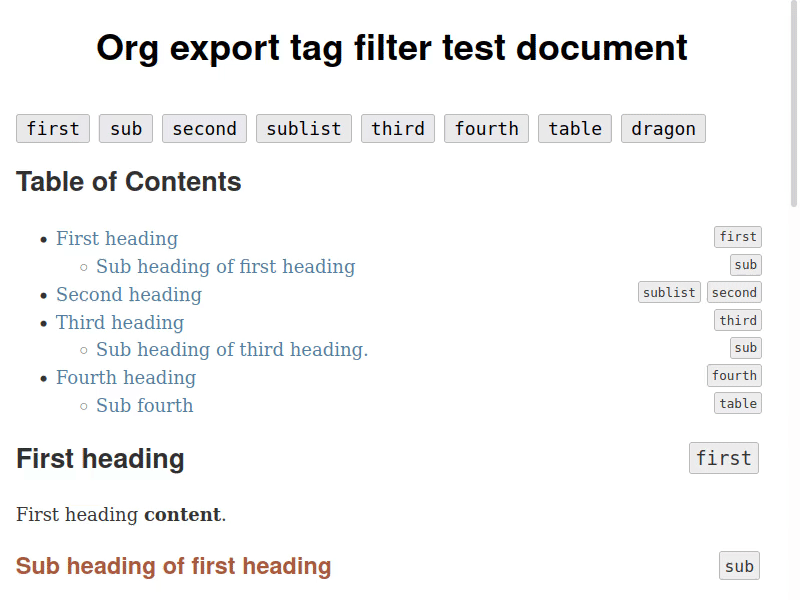 Org export tag filter test document
first sub second sublist third fourth table dragon
Table of Contents
First heading first
Sub heading of first heading sub
Second heading sublist second
Third heading third
Sub heading of third heading. sub
Fourth heading fourth
Sub fourth table
First heading first
First heading content.
Sub heading of first heading sub